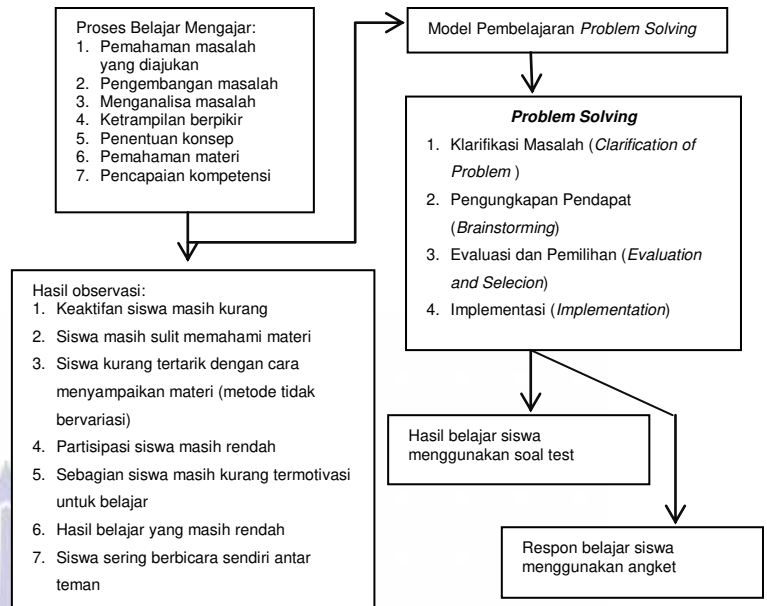 Proses Belajar Mengajar:
1. Pemahaman masalah
yang diajukan
2. Pengembangan masalah
3. Menganalisa masalah
4. Ketrampilan berpikir
5. Penentuan konsep
6. Pemahaman materi
7. Pencapaian kompetensi
Hasil observasi:
1. Keaktifan siswa masih kurang
2. Siswa masih sulit memahami materi
3. Siswa kurang tertarik dengan cara
menyampaikan materi (metode tidak
bervariasi)
4. Partisipasi siswa masih rendah
5. Sebagian siswa masih kurang termotivasi
untuk belajar
6. Hasil belajar yang masih rendah
7. Siswa sering berbicara sendiri antar
teman
Model Pembelajaran Problem Solving
Problem Solving
1. Klarifikasi Masalah (Clarification of
Problem )
2. Pengungkapan Pendapat
(Brainstorming)
3. Evaluasi dan Pemilihan (Evaluation
and Selecion)
4. Implementasi (Implementation)
Hasil belajar siswa
menggunakan soal test
Respon belajar siswa
menggunakan angket